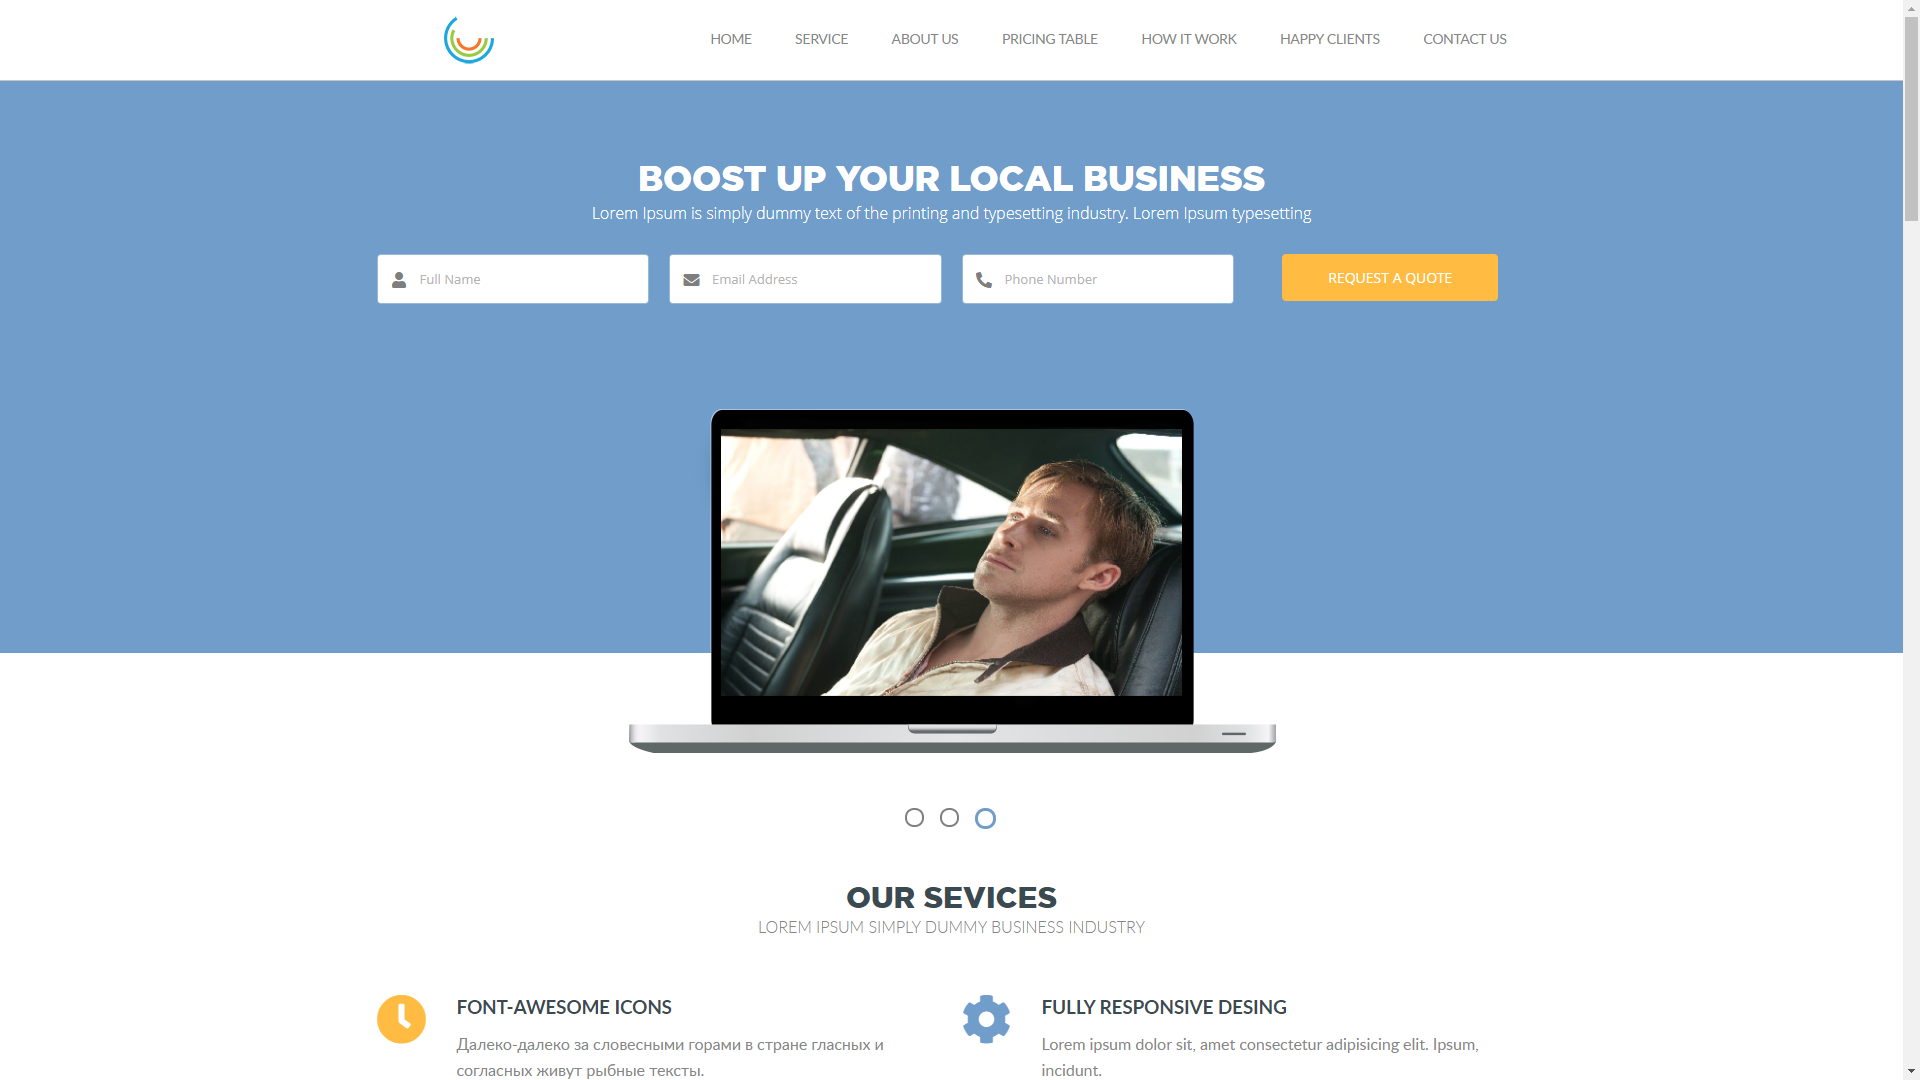 HOME
SERVICE
ABOUT US
PRICING TABLE
HOW IT WORK
HAPPY CLIENTS
CONTACT US
BOOST UP YOUR LOCAL BUSINESS
Lorem Ipsum is simply dummy text of the printing and typesetting industry. Lorem Ipsum typesetting
Full Name
Email Address
Phone Number
REQUEST A QUOTE
OUR SEVICES
LOREM IPSUM SIMPLY DUMMY BUSINESS INDUSTRY
FONT-AWESOME ICONS
Далеко-далеко за словесными горами в стране гласных и
согласных живут рыбные тексты.
FULLY RESPONSIVE DESING
Lorem ipsum dolor sit, amet consectetur adipisicing elit. Ipsum,
incidunt.